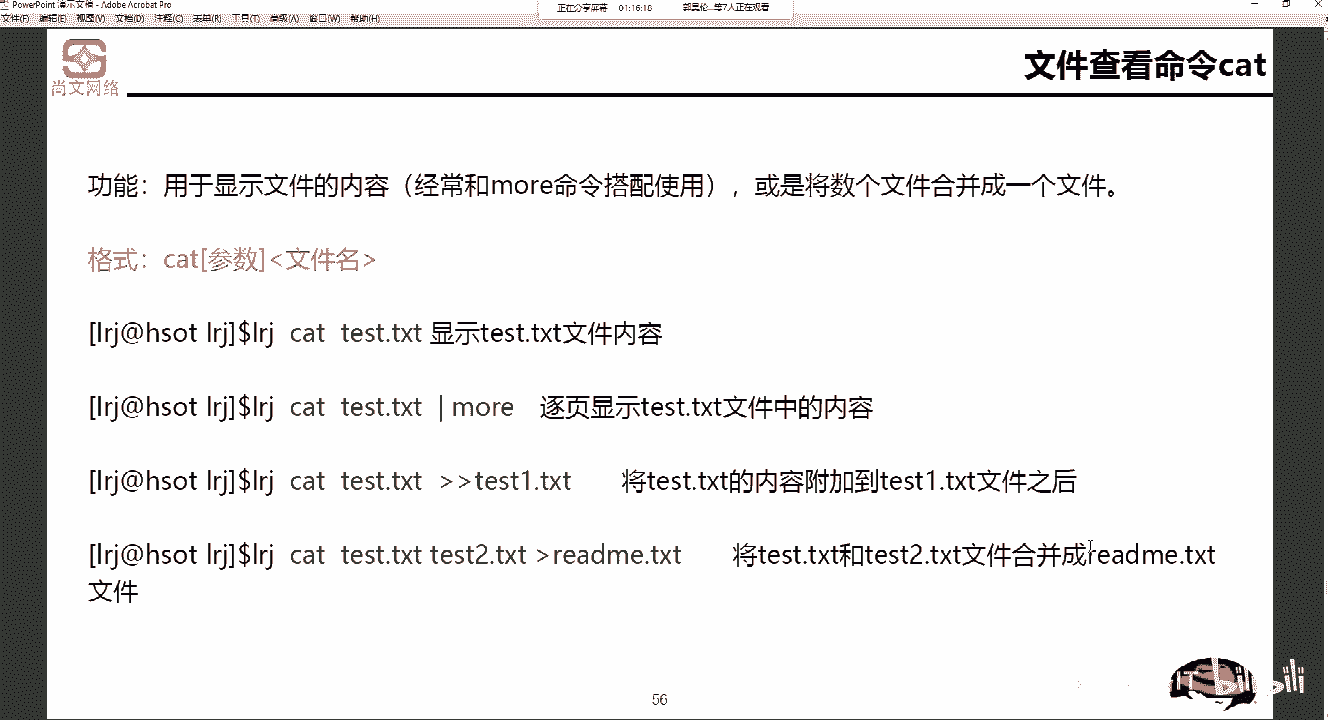 PowerPoint 演示文稿 - Adobe Acrobat Pro
正在分享屏幕 01:16:18 等7人正在观看
文件(F) 编辑(E) 视图(V) 文档(D) 注释(C) 表单(R) 工具(T) 高级(A) 窗口(W) 帮助(H)
尚文网络
文件查看命令cat
功能：用于显示文件的内容（经常和more命令搭配使用），或是将数个文件合并成一个文件。
格式：cat[参数]<文件名>
[lrj@hsot lrj]$lrj cat test.txt 显示test.txt文件内容
[lrj@hsot lrj]$lrj cat test.txt | more 逐页显示test.txt文件中的内容
[lrj@hsot lrj]$lrj cat test.txt >>test1.txt 将test.txt的内容附加到test1.txt文件之后
[lrj@hsot lrj]$lrj cat test.txt test2.txt >readme.txt 将test.txt和test2.txt文件合并成readme.txt
文件
56
IT bilibili